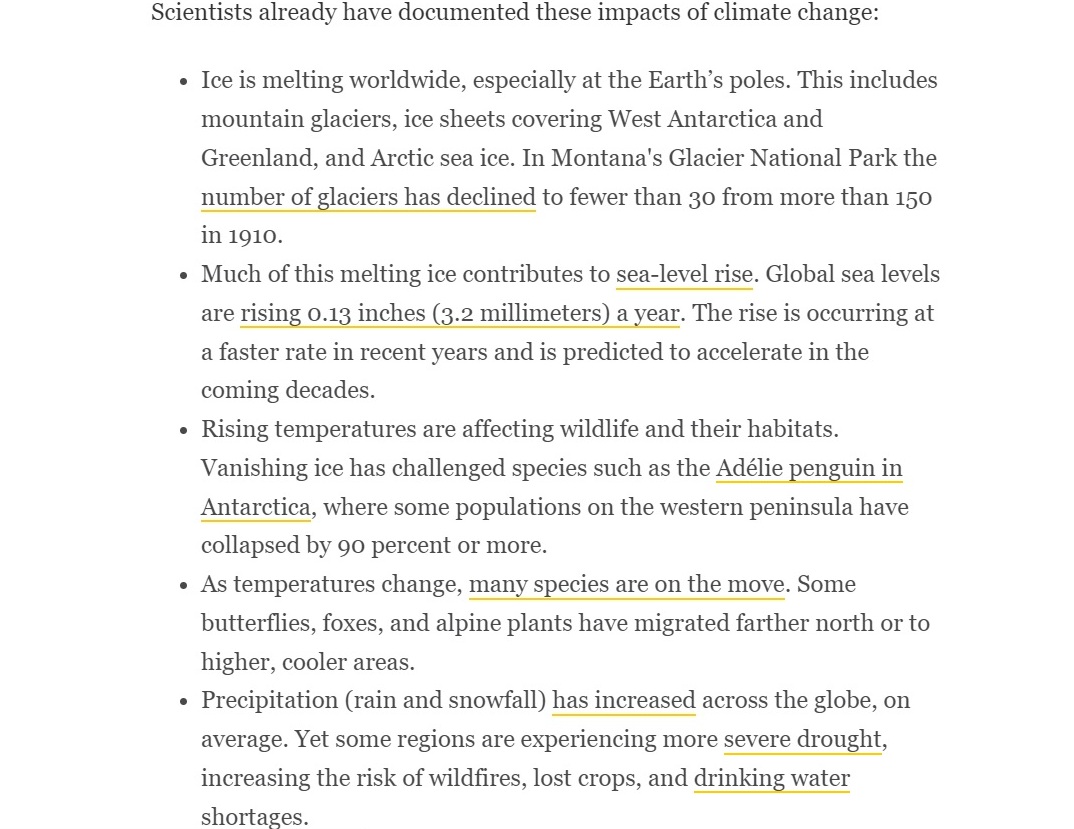 Scientists already have documented these impacts of climate change:
• Ice is melting worldwide, especially at the Earth’s poles. This includes
mountain glaciers, ice sheets covering West Antarctica and
Greenland, and Arctic sea ice. In Montana's Glacier National Park the
number of glaciers has declined to fewer than 30 from more than 150
in 1910.
• Much of this melting ice contributes to sea-level rise. Global sea levels
are rising 0.13 inches (3.2 millimeters) a year. The rise is occurring at
a faster rate in recent years and is predicted to accelerate in the
coming decades.
• Rising temperatures are affecting wildlife and their habitats.
Vanishing ice has challenged species such as the Adélie penguin in
Antarctica, where some populations on the western peninsula have
collapsed by 90 percent or more.
• As temperatures change, many species are on the move. Some
butterflies, foxes, and alpine plants have migrated farther north or to
higher, cooler areas.
• Precipitation (rain and snowfall) has increased across the globe, on
average. Yet some regions are experiencing more severe drought,
increasing the risk of wildfires, lost crops, and drinking water
shortages.